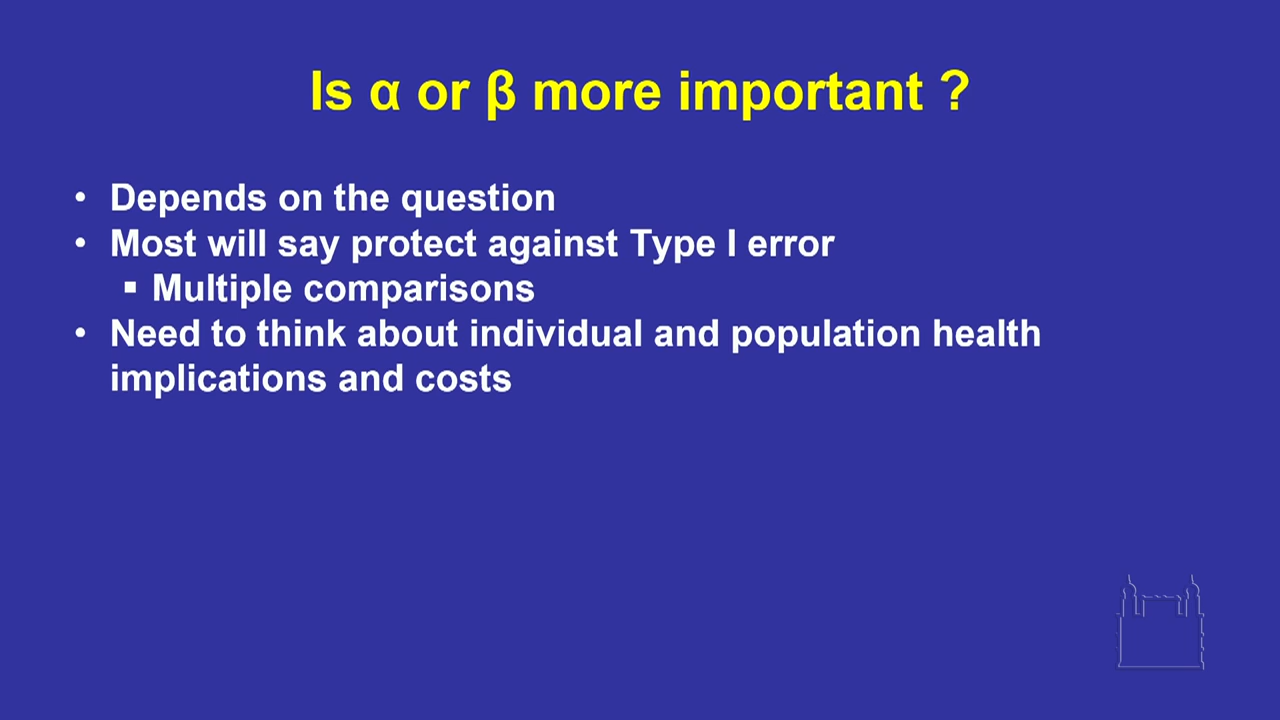 Is α or β more important ?
• Depends on the question
• Most will say protect against Type I error
▪ Multiple comparisons
• Need to think about individual and population health
implications and costs